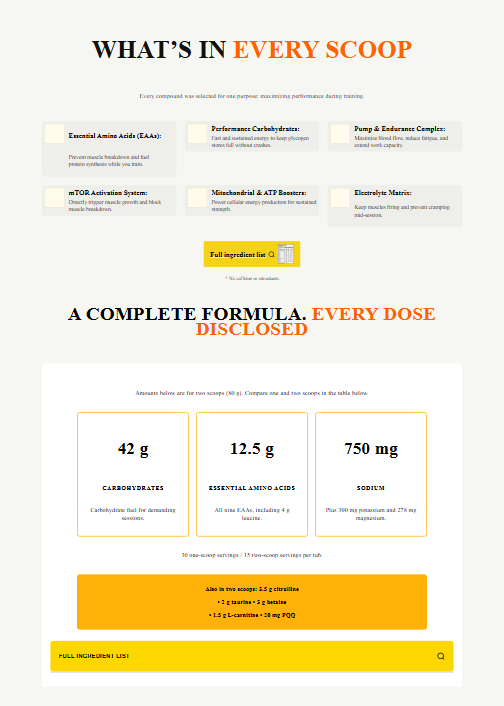 WHAT'S IN EVERY SCOOP
Every compound was selected for one purpose: maximizing performance during training.
Essential Amino Acids (EAAs):
Prevent muscle breakdown and fuel
protein synthesis while you train.
Performance Carbohydrates:
Fast and sustained energy to keep glycogen
stores full without crashes.
Pump & Endurance Complex:
Maximize blood flow, reduce fatigue, and
extend work capacity.
mTOR Activation System:
Directly trigger muscle growth and block
muscle breakdown.
Mitochondrial & ATP Boosters:
Power cellular energy production for sustained
strength.
Electrolyte Matrix:
Keep muscles firing and prevent cramping
mid-session.
Full ingredient list
* No caffeine or stimulants
A COMPLETE FORMULA. EVERY DOSE
DISCLOSED
Amounts below are for two scoops (80 g). Compare one and two scoops in the table below.
42 g
CARBOHYDRATES
Carbohydrate fuel for demanding
sessions.
12.5 g
ESSENTIAL AMINO ACIDS
All nine EAAs, including 4 g
leucine.
750 mg
SODIUM
Plus 300 mg potassium and 278 mg
magnesium.
30 one-scoop servings / 15 two-scoop servings per tub.
Also in two scoops: 3.5 g citrulline
• 2 g taurine • 3 g betaine
• 1.5 g L-carnitine • 20 mg PQQ
FULL INGREDIENT LIST